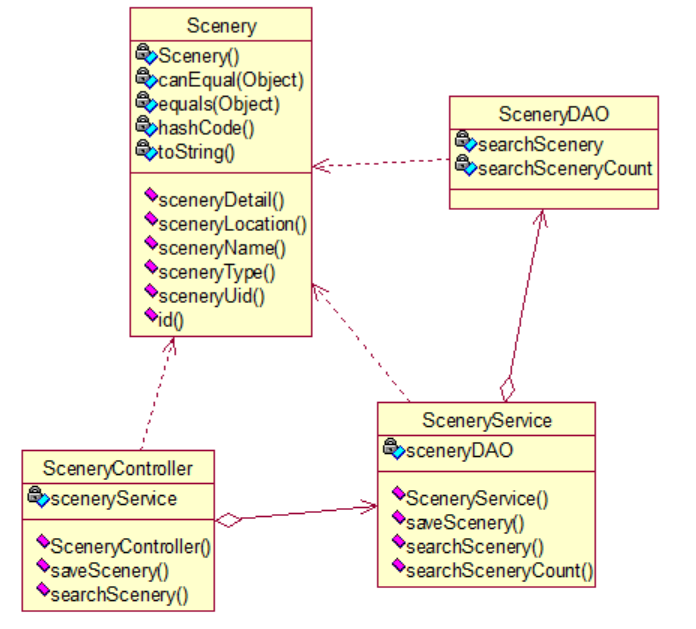 Scenery
Scenery()
canEqual(Object)
equals(Object)
hashCode()
toString()
sceneryDetail()
sceneryLocation()
sceneryName()
sceneryType()
sceneryUid()
id()
SceneryDAO
searchScenery
searchSceneryCount
SceneryService
sceneryDAO
SceneryService()
saveScenery()
searchScenery()
searchSceneryCount()
SceneryController
sceneryService
SceneryController()
saveScenery()
searchScenery()